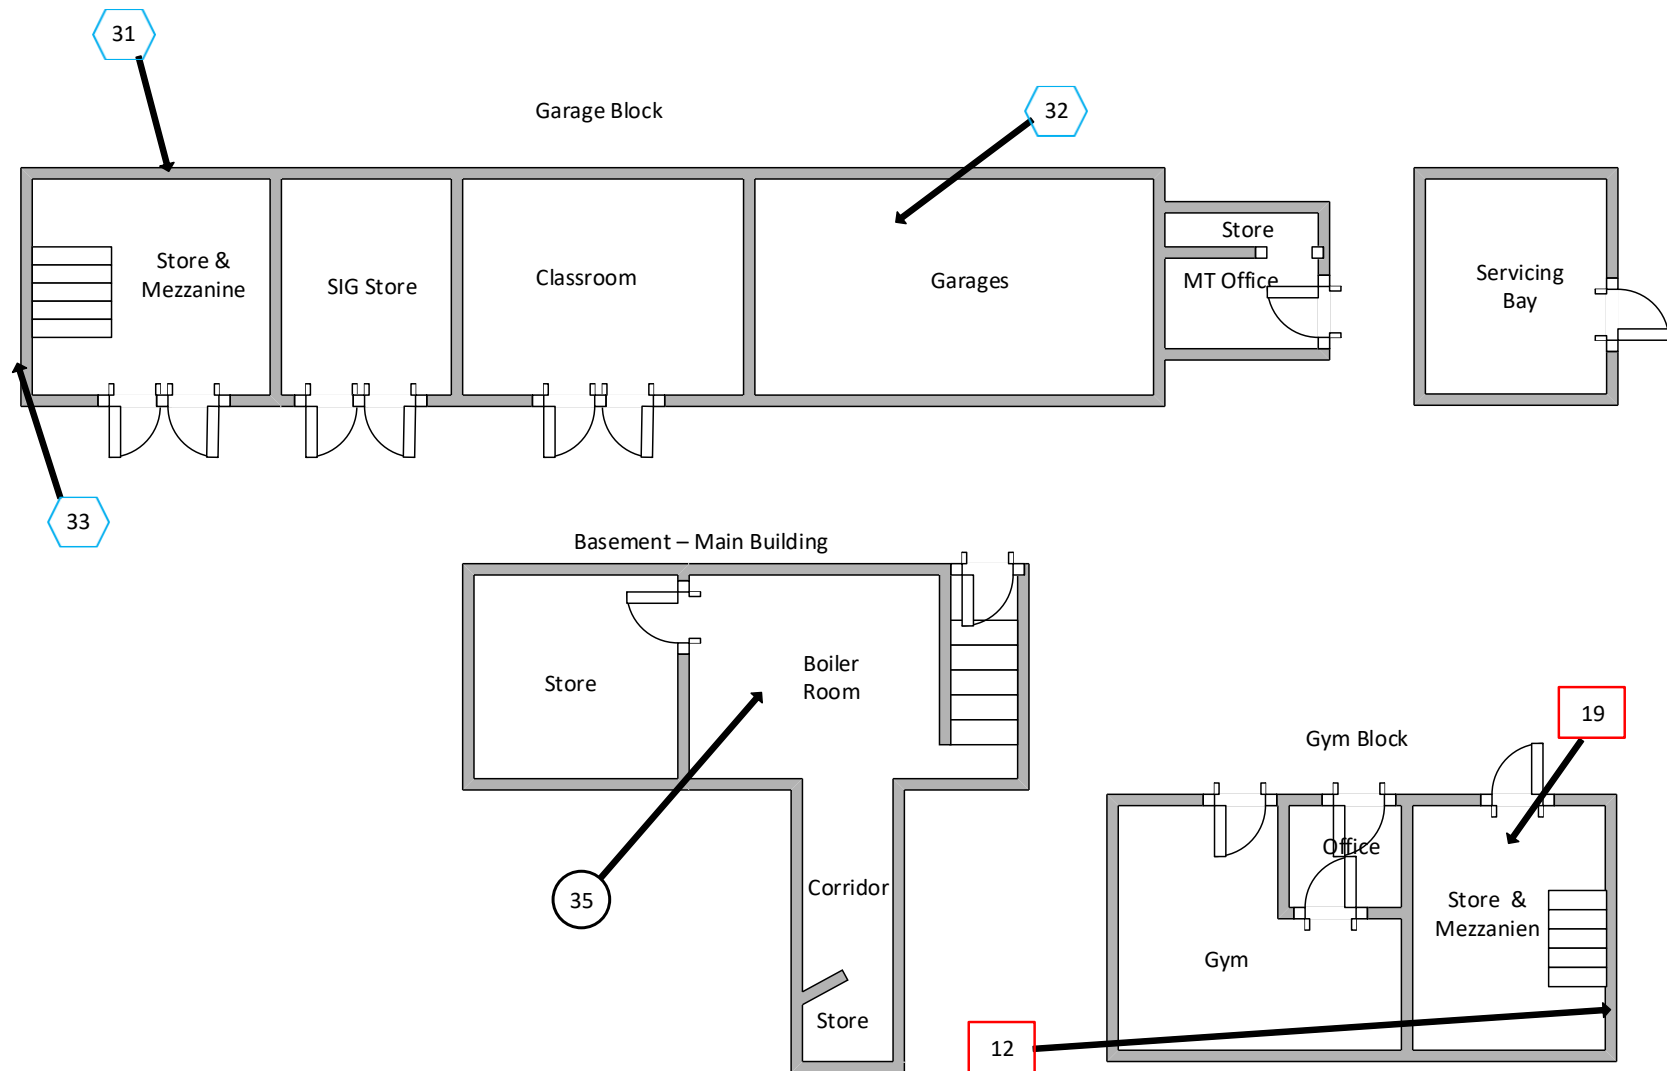 31
Garage Block
32
Store &
Mezzanine
SIG Store
Classroom
Garages
Store
MT Office
Servicing
Bay
33
Basement – Main Building
Store
Boiler
Room
19
Gym Block
35
Corridor
Office
Store &
Mezzanien
Gym
Store
12